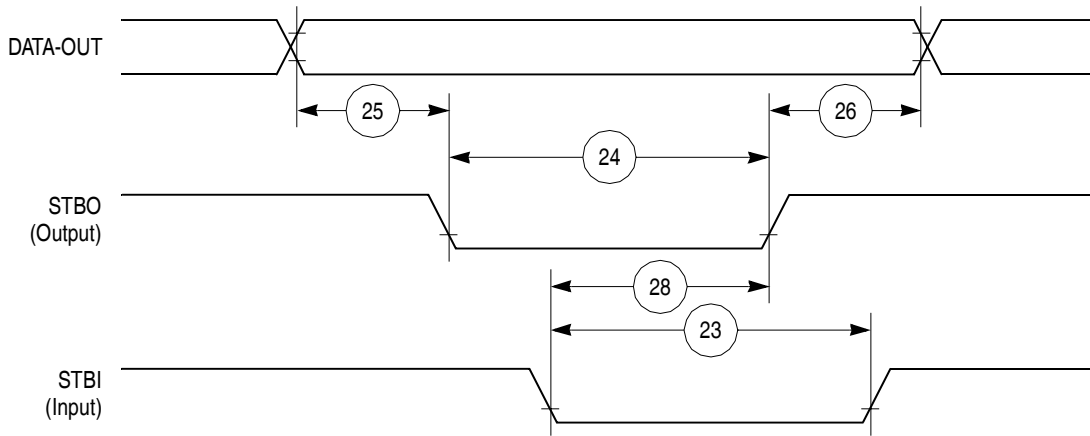 DATA-OUT
25
26
24
STBO
(Output)
28
23
STBI
(Input)